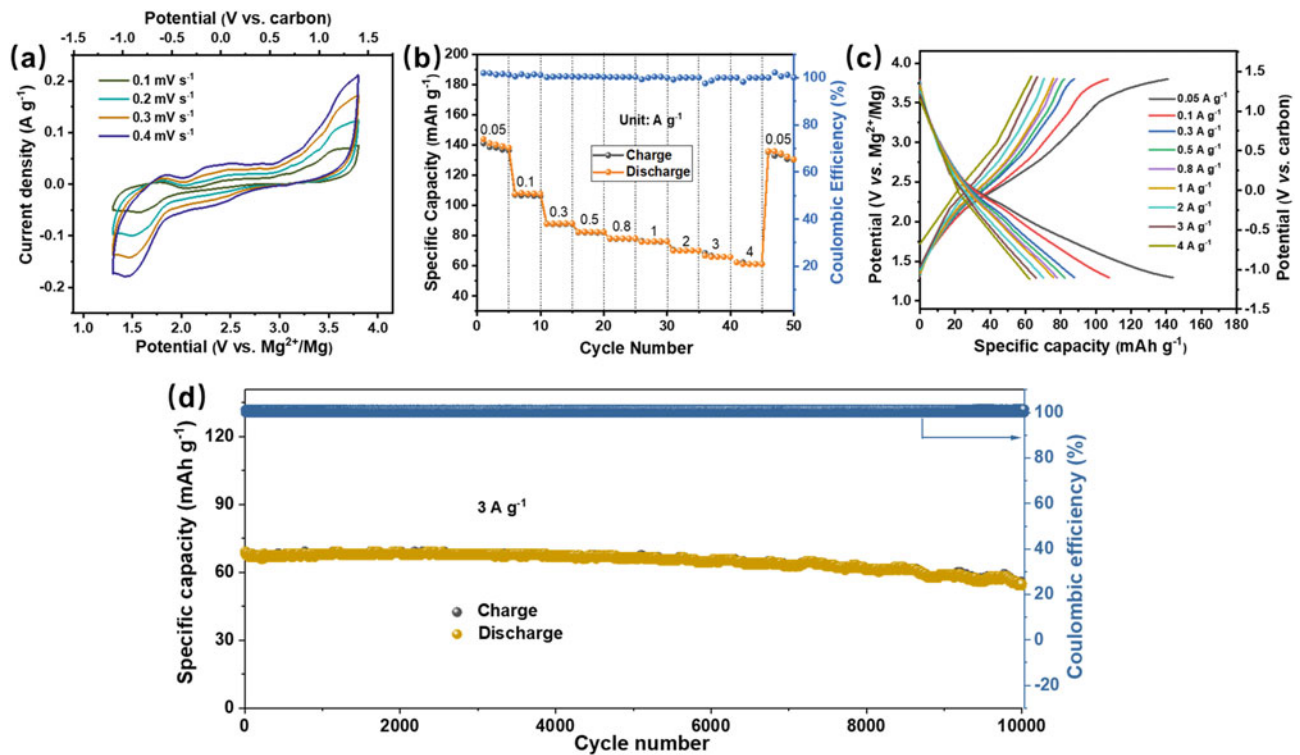 (a)
Potential (V vs. carbon)
-1.5 -1.0 -0.5 0.0 0.5 1.0 1.5
0.1 mV s⁻¹
0.2 mV s⁻¹
0.3 mV s⁻¹
0.4 mV s⁻¹
Current density (A g⁻¹)
0.2
0.1
0.0
-0.1
-0.2
1.0 1.5 2.0 2.5 3.0 3.5 4.0
Potential (V vs. Mg²⁺/Mg)
(b)
Specific Capacity (mAh g⁻¹)
200
180
160
140
120
100
80
60
40
Unit: A g⁻¹
Charge
Discharge
0.05 0.1 0.3 0.5 0.8 1 2 3 4 0.05
Coulombic Efficiency (%)
100
80
60
40
20
0 10 20 30 40 50
Cycle Number
(c)
Potential (V vs. Mg²⁺/Mg)
4.0
3.5
3.0
2.5
2.0
1.5
1.0
0.05 A g⁻¹
0.1 A g⁻¹
0.3 A g⁻¹
0.5 A g⁻¹
0.8 A g⁻¹
1 A g⁻¹
2 A g⁻¹
3 A g⁻¹
4 A g⁻¹
Potential (V vs. carbon)
1.5
1.0
0.5
0.0
-0.5
-1.0
-1.5
0 20 40 60 80 100 120 140 160 180
Specific capacity (mAh g⁻¹)
(d)
Specific capacity (mAh g⁻¹)
120
90
60
30
0
3 A g⁻¹
Charge
Discharge
Coulombic efficiency (%)
100
80
60
40
20
0
-20
0 2000 4000 6000 8000 10000
Cycle number